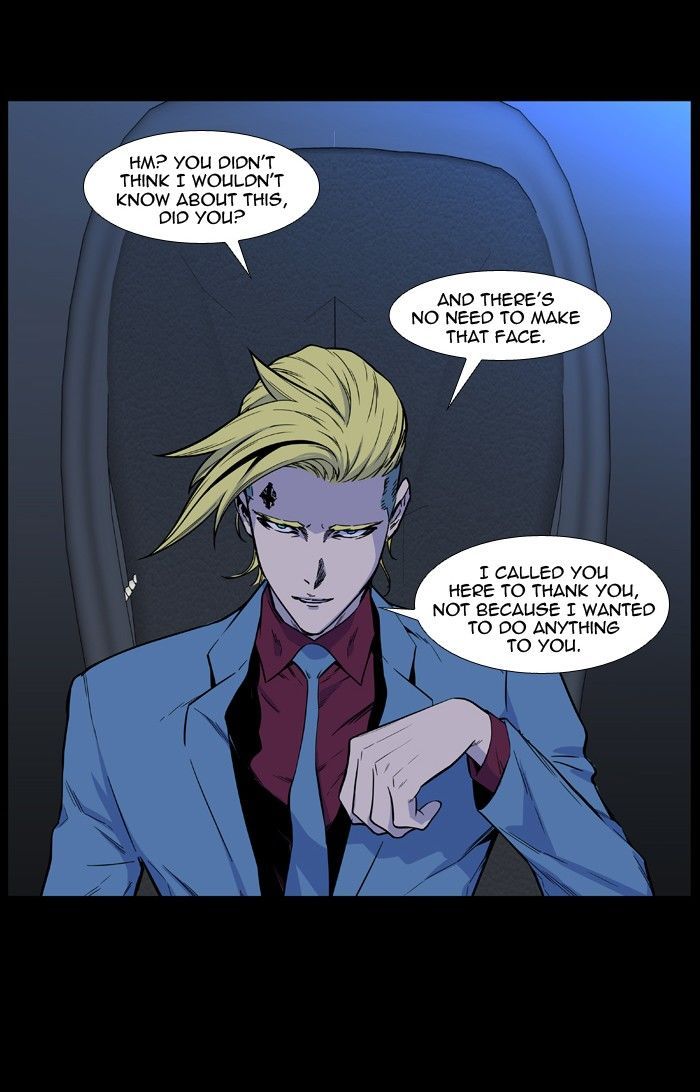 HM? YOU DIDN'T
THINK I WOULDN'T
KNOW ABOUT THIS,
DID YOU?
AND THERE'S
NO NEED TO MAKE
THAT FACE.
I CALLED YOU
HERE TO THANK YOU,
NOT BECAUSE I WANTED
TO DO ANYTHING
TO YOU.